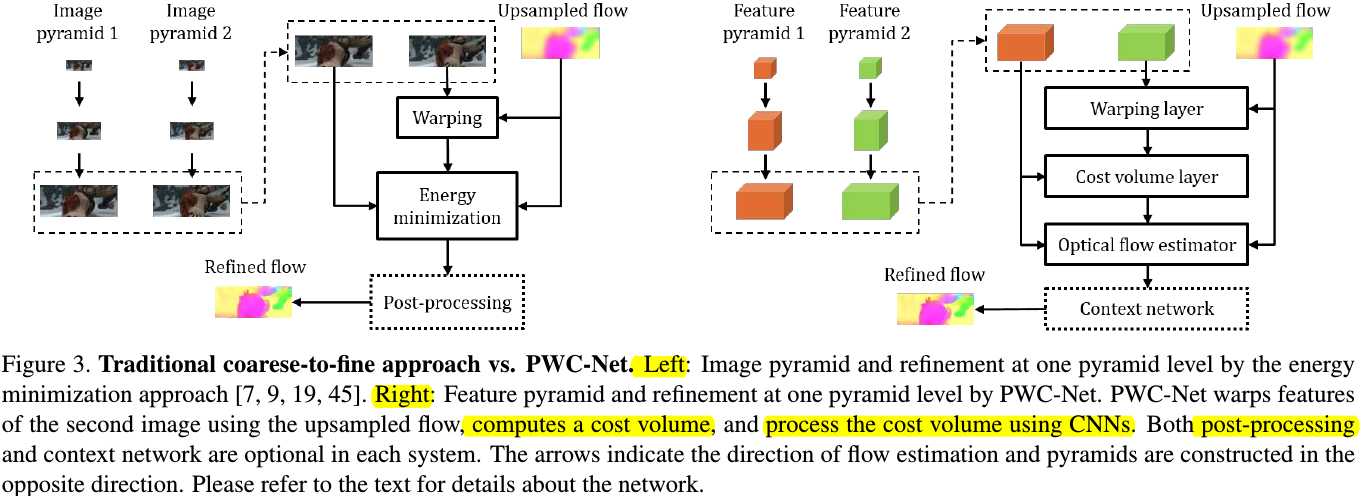 Image
pyramid 1
Image
pyramid 2
Upsampled flow
Warping
Energy
minimization
Refined flow
Post-processing
Feature
pyramid 1
Feature
pyramid 2
Upsampled flow
Warping layer
Cost volume layer
Optical flow estimator
Refined flow
Context network
Figure 3. Traditional coarese-to-fine approach vs. PWC-Net. Left: Image pyramid and refinement at one pyramid level by the energy
minimization approach [7, 9, 19, 45]. Right: Feature pyramid and refinement at one pyramid level by PWC-Net. PWC-Net warps features
of the second image using the upsampled flow, computes a cost volume, and process the cost volume using CNNs. Both post-processing
and context network are optional in each system. The arrows indicate the direction of flow estimation and pyramids are constructed in the
opposite direction. Please refer to the text for details about the network.